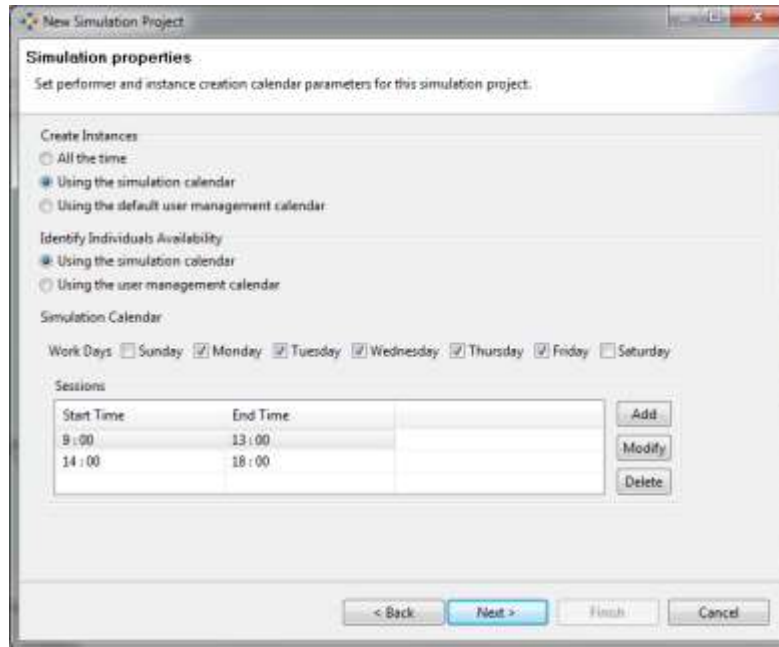 New Simulation Project
Simulation properties
Set performer and instance creation calendar parameters for this simulation project.
Create Instances
All the time
Using the simulation calendar
Using the default user management calendar
Identify Individuals Availability
Using the simulation calendar
Using the user management calendar
Simulation Calendar
Work Days Sunday Monday Tuesday Wednesday Thursday Friday Saturday
Sessions
Start Time End Time
9 : 00 13 : 00
14 : 00 18 : 00
Add
Modify
Delete
< Back Next > Finish Cancel